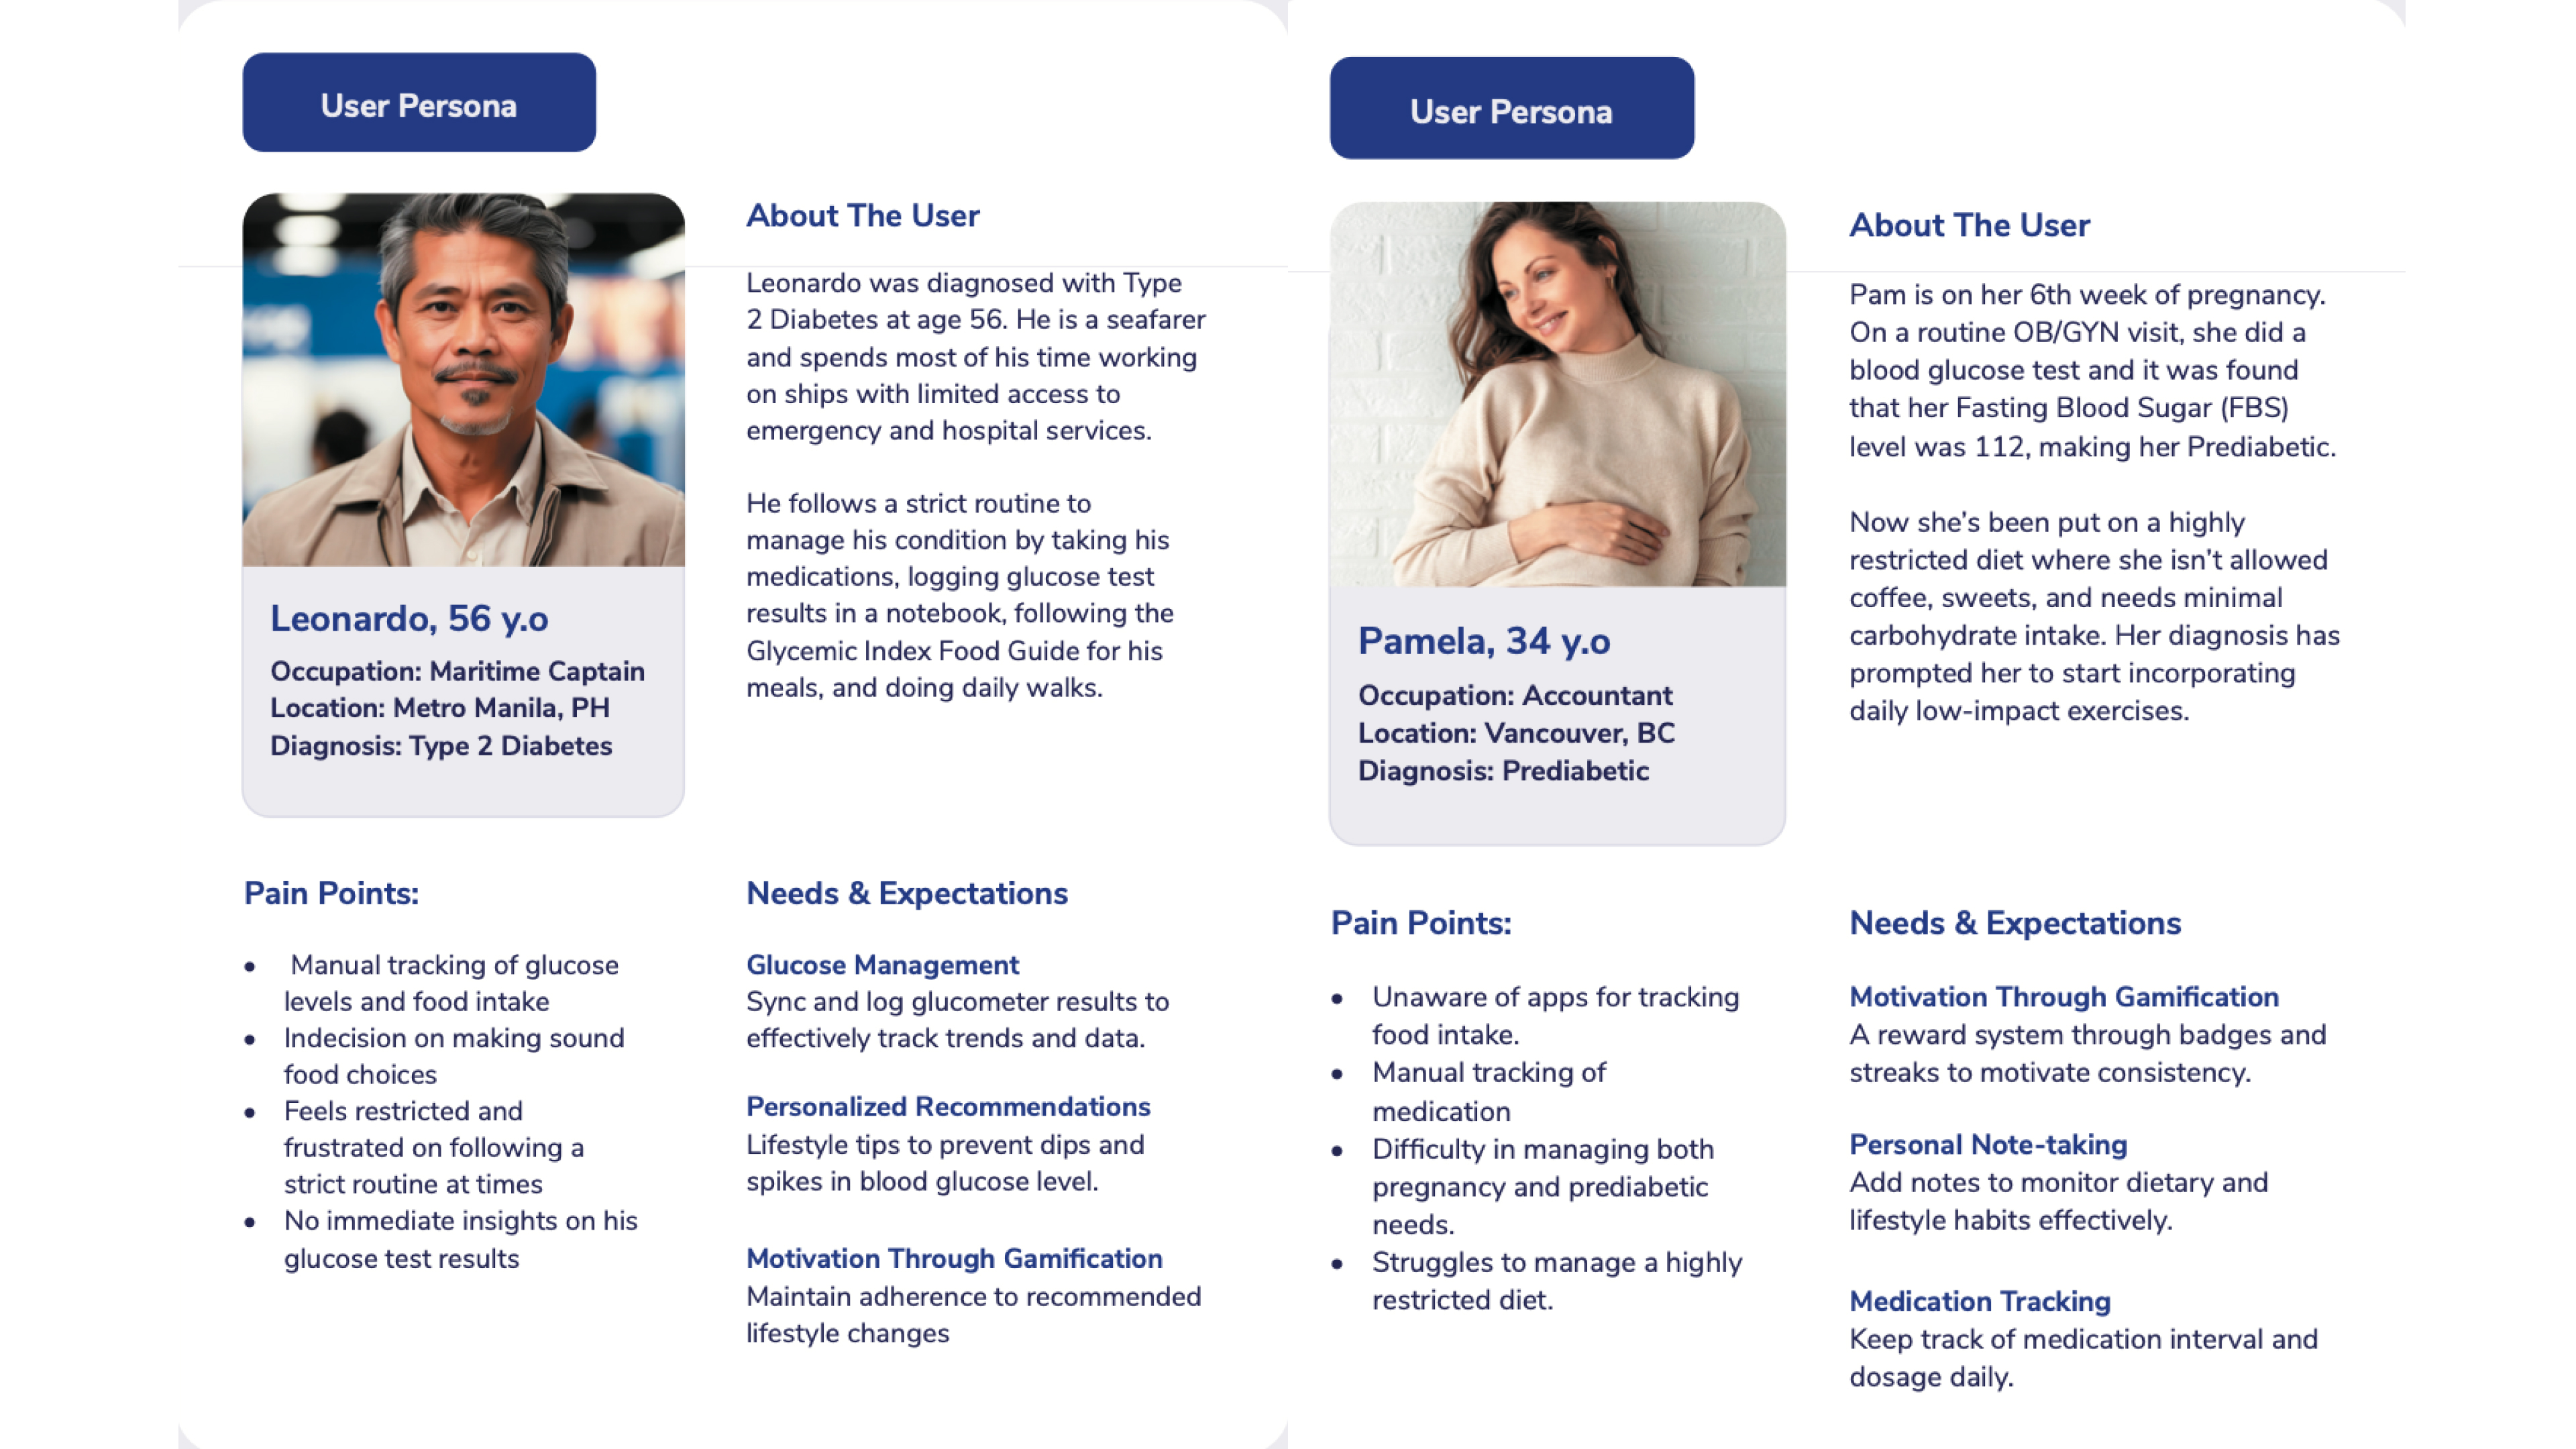 User Persona
About The User
Leonardo was diagnosed with Type
2 Diabetes at age 56. He is a seafarer
and spends most of his time working
on ships with limited access to
emergency and hospital services.
He follows a strict routine to
manage his condition by taking his
medications, logging glucose test
results in a notebook, following the
Glycemic Index Food Guide for his
meals, and doing daily walks.
Leonardo, 56 y.o
Occupation: Maritime Captain
Location: Metro Manila, PH
Diagnosis: Type 2 Diabetes
Pain Points:
• Manual tracking of glucose
levels and food intake
• Indecision on making sound
food choices
• Feels restricted and
frustrated on following a
strict routine at times
• No immediate insights on his
glucose test results
Needs & Expectations
Glucose Management
Sync and log glucometer results to
effectively track trends and data.
Personalized Recommendations
Lifestyle tips to prevent dips and
spikes in blood glucose level.
Motivation Through Gamification
Maintain adherence to recommended
lifestyle changes
User Persona
About The User
Pam is on her 6th week of pregnancy.
On a routine OB/GYN visit, she did a
blood glucose test and it was found
that her Fasting Blood Sugar (FBS)
level was 112, making her Prediabetic.
Now she’s been put on a highly
restricted diet where she isn’t allowed
coffee, sweets, and needs minimal
carbohydrate intake. Her diagnosis has
prompted her to start incorporating
daily low-impact exercises.
Pamela, 34 y.o
Occupation: Accountant
Location: Vancouver, BC
Diagnosis: Prediabetic
Pain Points:
• Unaware of apps for tracking
food intake.
• Manual tracking of
medication
• Difficulty in managing both
pregnancy and prediabetic
needs.
• Struggles to manage a highly
restricted diet.
Needs & Expectations
Motivation Through Gamification
A reward system through badges and
streaks to motivate consistency.
Personal Note-taking
Add notes to monitor dietary and
lifestyle habits effectively.
Medication Tracking
Keep track of medication interval and
dosage daily.